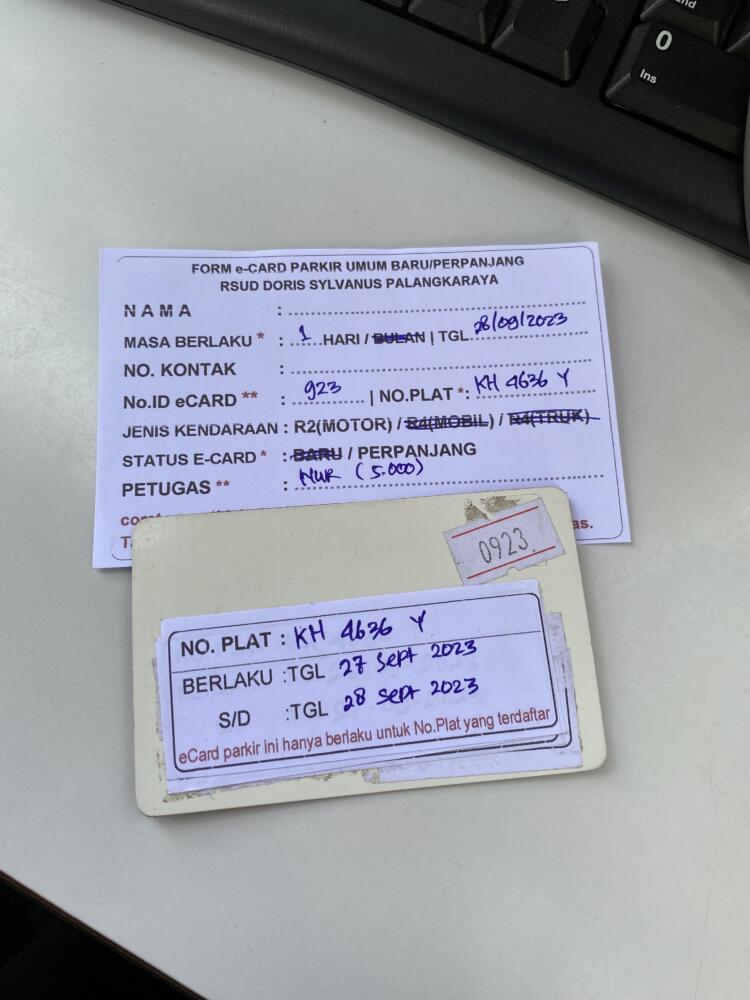 nd
0
Ins
FORM e-CARD PARKIR UMUM BARU/PERPANJANG
RSUD DORIS SYLVANUS PALANGKARAYA
N A M A :
MASA BERLAKU * : 1 HARI / BULAN | TGL 28/09/2023
NO. KONTAK :
No.ID eCARD ** : 923 | NO.PLAT *: KH 4636 Y
JENIS KENDARAAN : R2(MOTOR) / R4(MOBIL) / R4(TRUK)
STATUS E-CARD * : BARU / PERPANJANG
PETUGAS ** : NUR (5.000)
as.
0923
NO. PLAT : KH 4636 Y
BERLAKU :TGL 27 Sept 2023
S/D :TGL 28 Sept 2023
eCard parkir ini hanya berlaku untuk No.Plat yang terdaftar